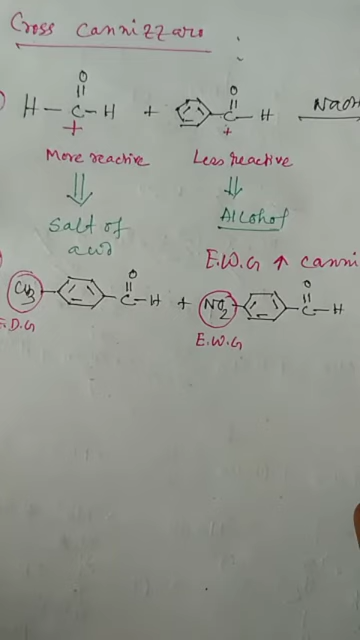 Cross cannizzaro :
H - C - H + C - H NaOH
O O
+ +
More reactive Less reactive
Salt of Alcohol
acid
E.W.G ↑ canni
O O
CH3 C - H + NO2 C - H
E.D.G E.W.G